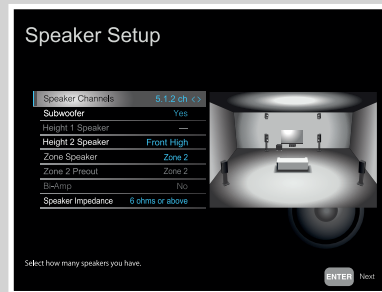 Speaker Setup
Speaker Channels 5.1.2 ch <>
Subwoofer Yes
Height 1 Speaker —
Height 2 Speaker Front High
Zone Speaker Zone 2
Zone 2 Preout Zone 2
Bi-Amp No
Speaker Impedance 6 ohms or above
Select how many speakers you have.
ENTER Next